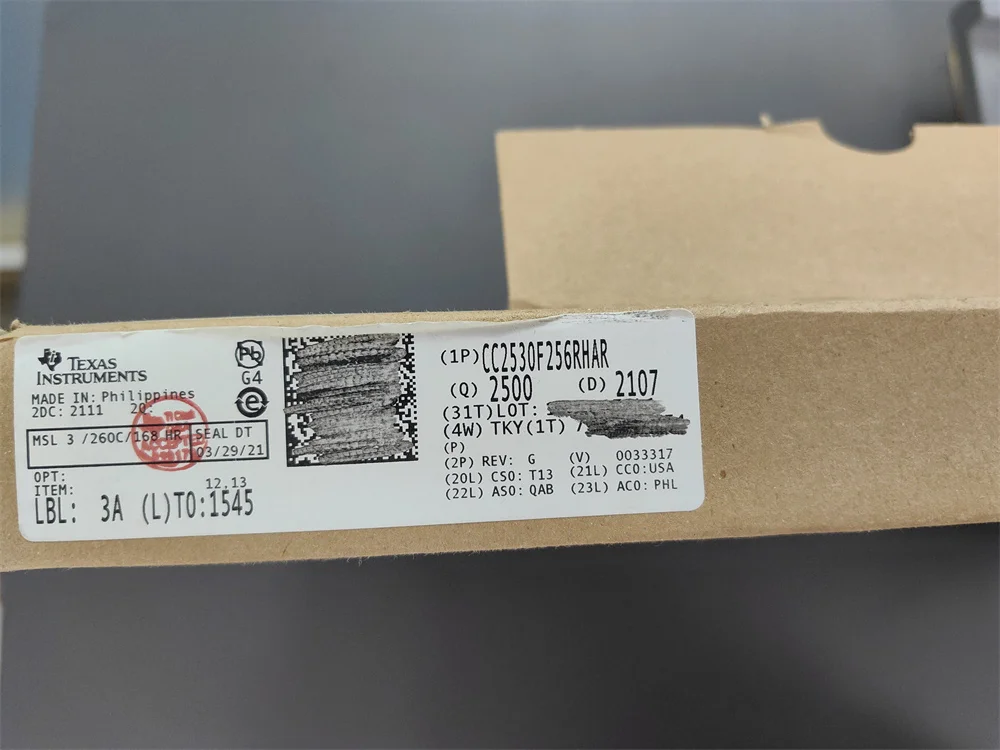 TEXAS
INSTRUMENTS
MADE IN: Philippines
2DC: 2111 2Q:
MSL 3 /260C/168 HR
SEAL DT
03/29/21
OPT:
ITEM:
12,13
LBL: 3A (L)TO:1545
Pb
G4
e
(1P)CC2530F256RHAR
(Q) 2500 (D) 2107
(31T)LOT:
(4W) TKY(1T)
(P)
(2P) REV: G (V) 0033317
(20L) CSO: T13 (21L) CCO:USA
(22L) ASO: QAB (23L) ACO: PHL